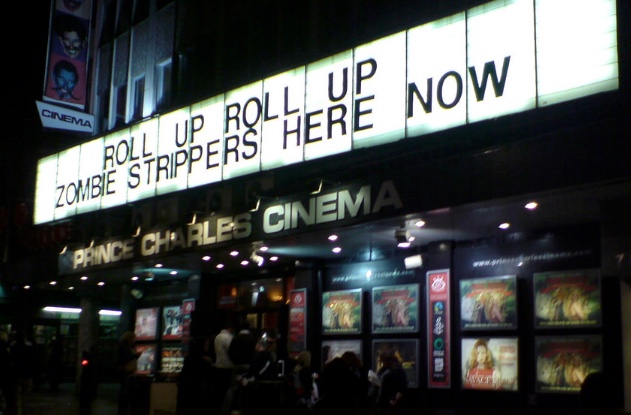 CINEMA
ROLL UP ROLL UP
ZOMBIE STRIPPERS HERE NOW
PRINCE CHARLES CINEMA